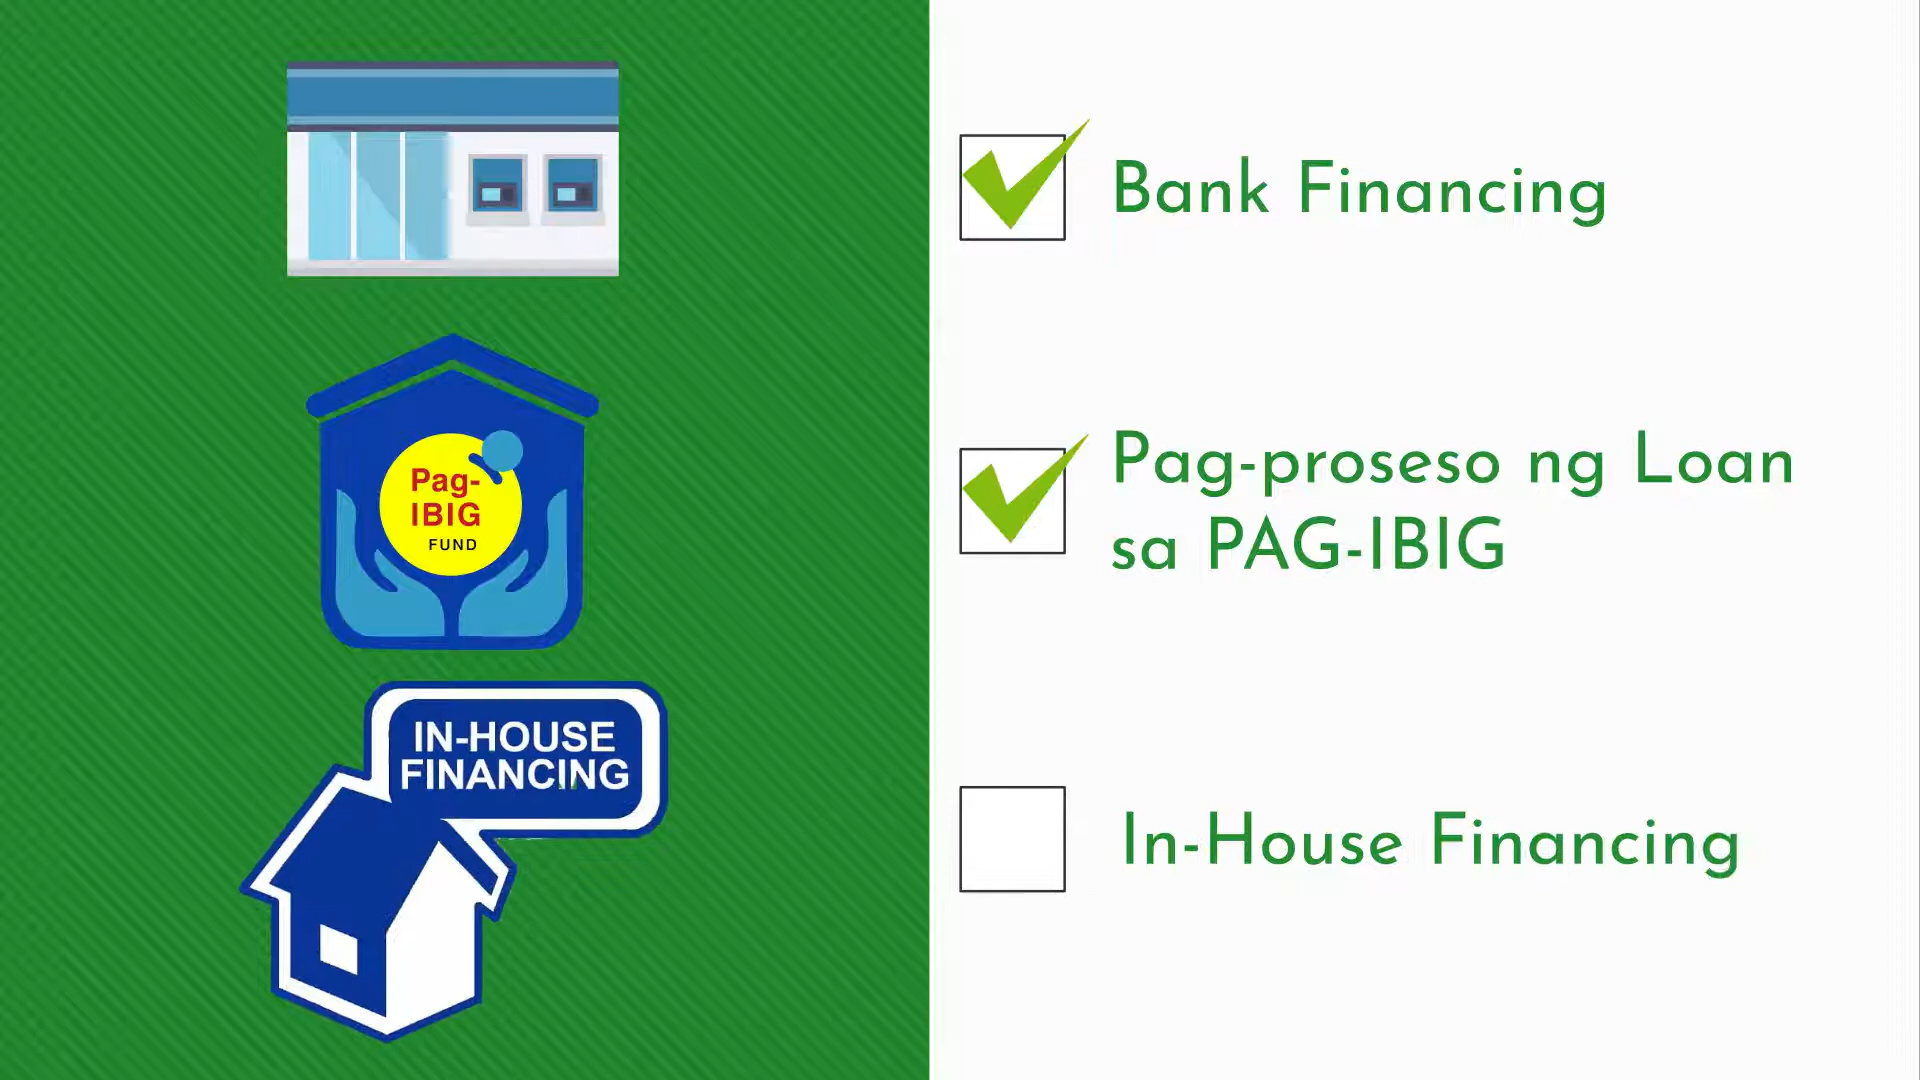 Bank Financing
Pag-
IBIG
FUND
Pag-proseso ng Loan
sa PAG-IBIG
IN-HOUSE
FINANCING
In-House Financing